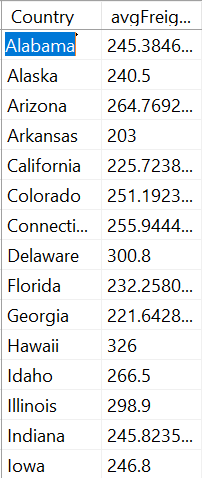 Country avgFreig...
Alabama 245.3846...
Alaska 240.5
Arizona 264.7692...
Arkansas 203
California 225.7238...
Colorado 251.1923...
Connecti... 255.9444...
Delaware 300.8
Florida 232.2580...
Georgia 221.6428...
Hawaii 326
Idaho 266.5
Illinois 298.9
Indiana 245.8235...
Iowa 246.8